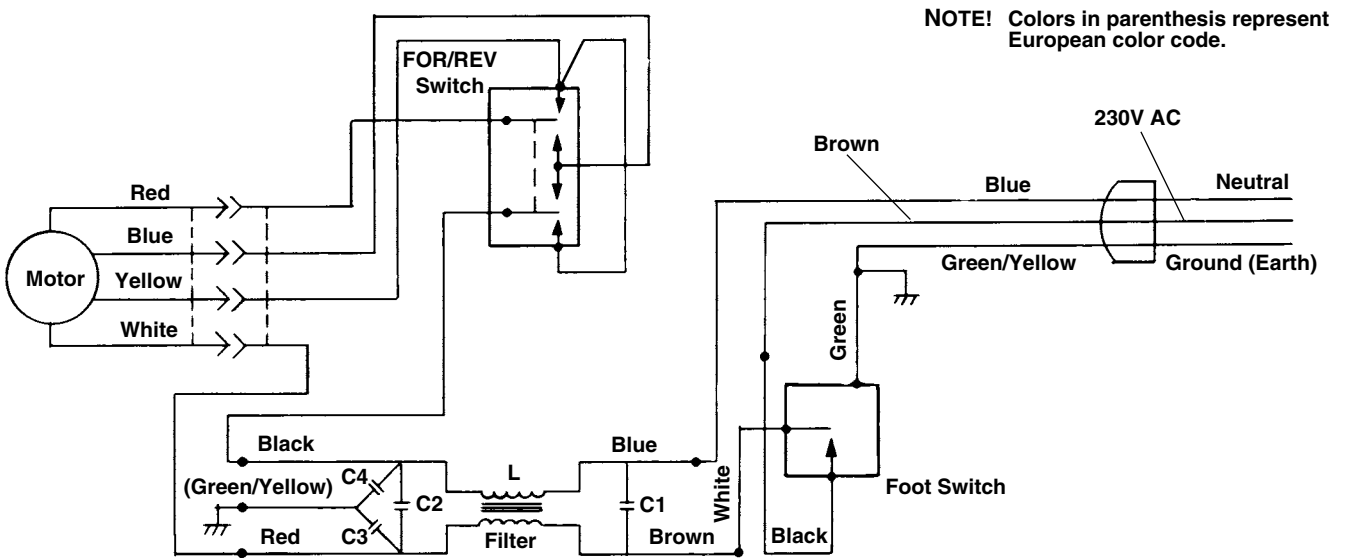 NOTE! Colors in parenthesis represent
European color code.
FOR/REV
Switch
230V AC
Brown
Red
Blue
Neutral
Blue
Motor
Yellow
Green/Yellow
Ground (Earth)
White
Green
Black
Blue
L
C4
(Green/Yellow)
C2
C1
White
Foot Switch
C3
Red
Filter
Brown
Black